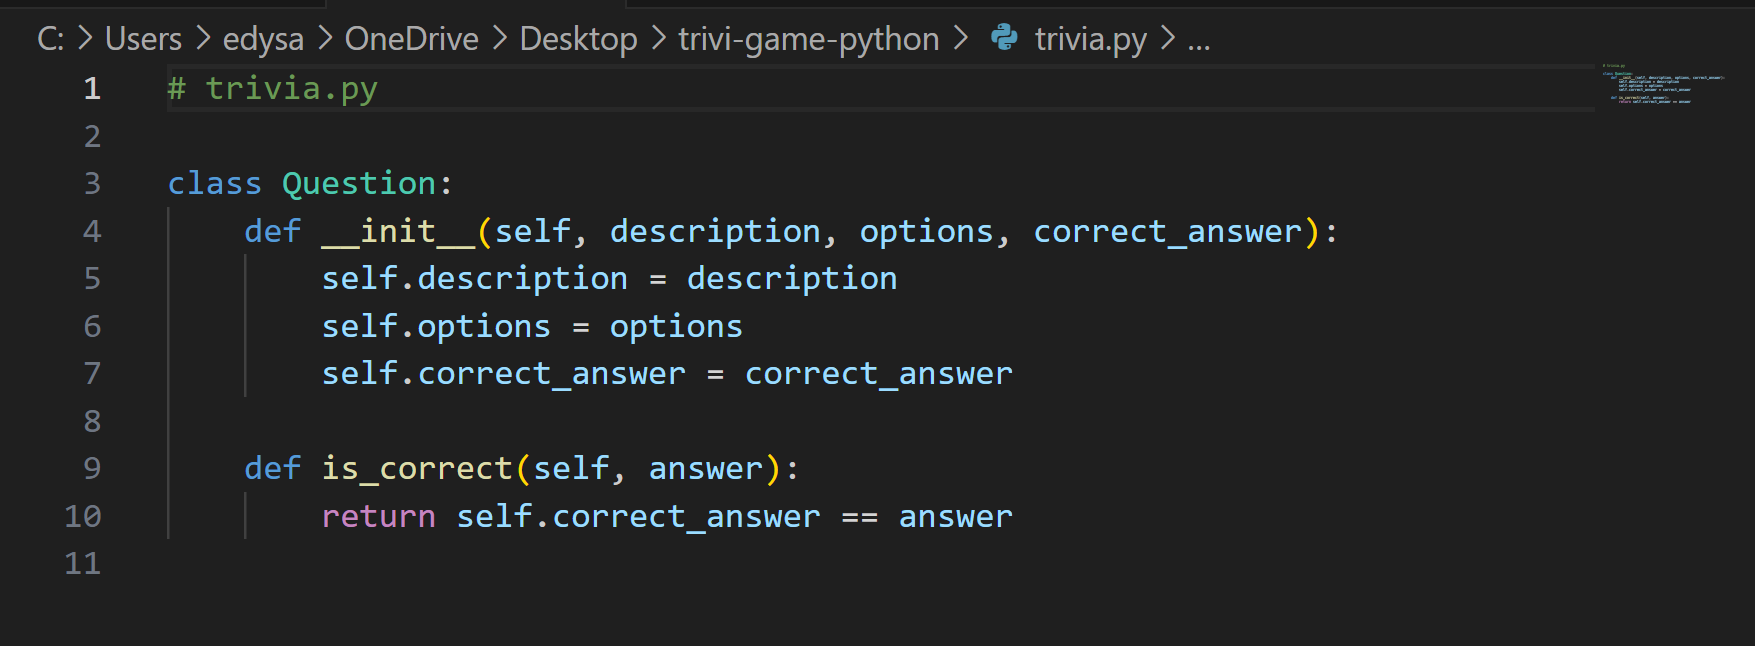 C: > Users > edysa > OneDrive > Desktop > trivi-game-python > trivia.py > ...
1 # trivia.py
2
3 class Question:
4     def __init__(self, description, options, correct_answer):
5         self.description = description
6         self.options = options
7         self.correct_answer = correct_answer
8
9     def is_correct(self, answer):
10         return self.correct_answer == answer
11